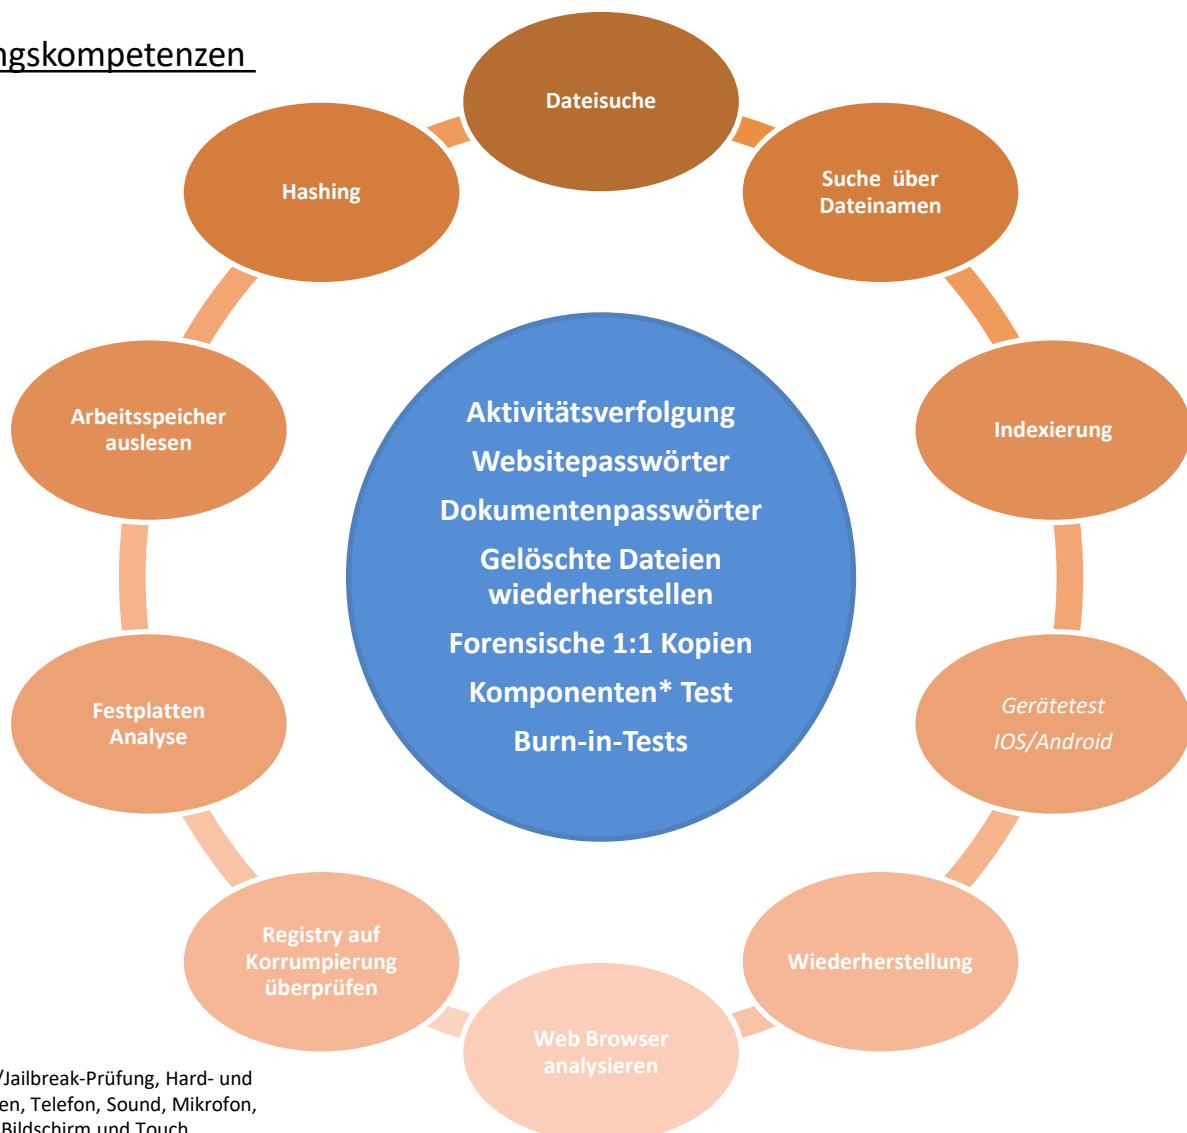 ngskompetenzen
Dateisuche
Suche über
Dateinamen
Indexierung
Gerätetest
IOS/Android
Wiederherstellung
Web Browser
analysieren
Registry auf
Korrumpierung
überprüfen
Festplatten
Analyse
Arbeitsspeicher
auslesen
Hashing
Aktivitätsverfolgung
Websitepasswörter
Dokumentenpasswörter
Gelöschte Dateien
wiederherstellen
Forensische 1:1 Kopien
Komponenten* Test
Burn-in-Tests
/Jailbreak-Prüfung, Hard- und
en, Telefon, Sound, Mikrofon,
Bildschirm und Touch